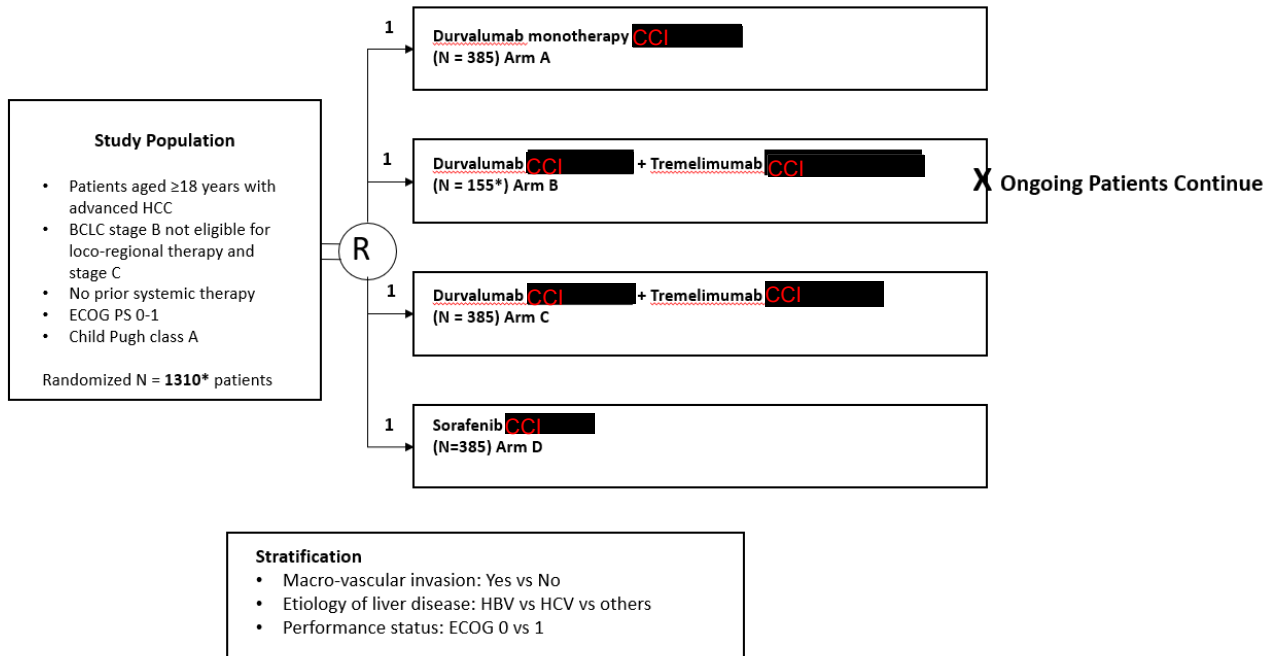 Study Population
• Patients aged ≥18 years with
advanced HCC
• BCLC stage B not eligible for
loco-regional therapy and
stage C
• No prior systemic therapy
• ECOG PS 0-1
• Child Pugh class A
Randomized N = 1310* patients
R
1
Durvalumab monotherapy CCI
(N = 385) Arm A
1
Durvalumab CCI + Tremelimumab CCI
(N = 155*) Arm B
X Ongoing Patients Continue
1
Durvalumab CCI + Tremelimumab CCI
(N = 385) Arm C
1
Sorafenib CCI
(N=385) Arm D
Stratification
• Macro-vascular invasion: Yes vs No
• Etiology of liver disease: HBV vs HCV vs others
• Performance status: ECOG 0 vs 1